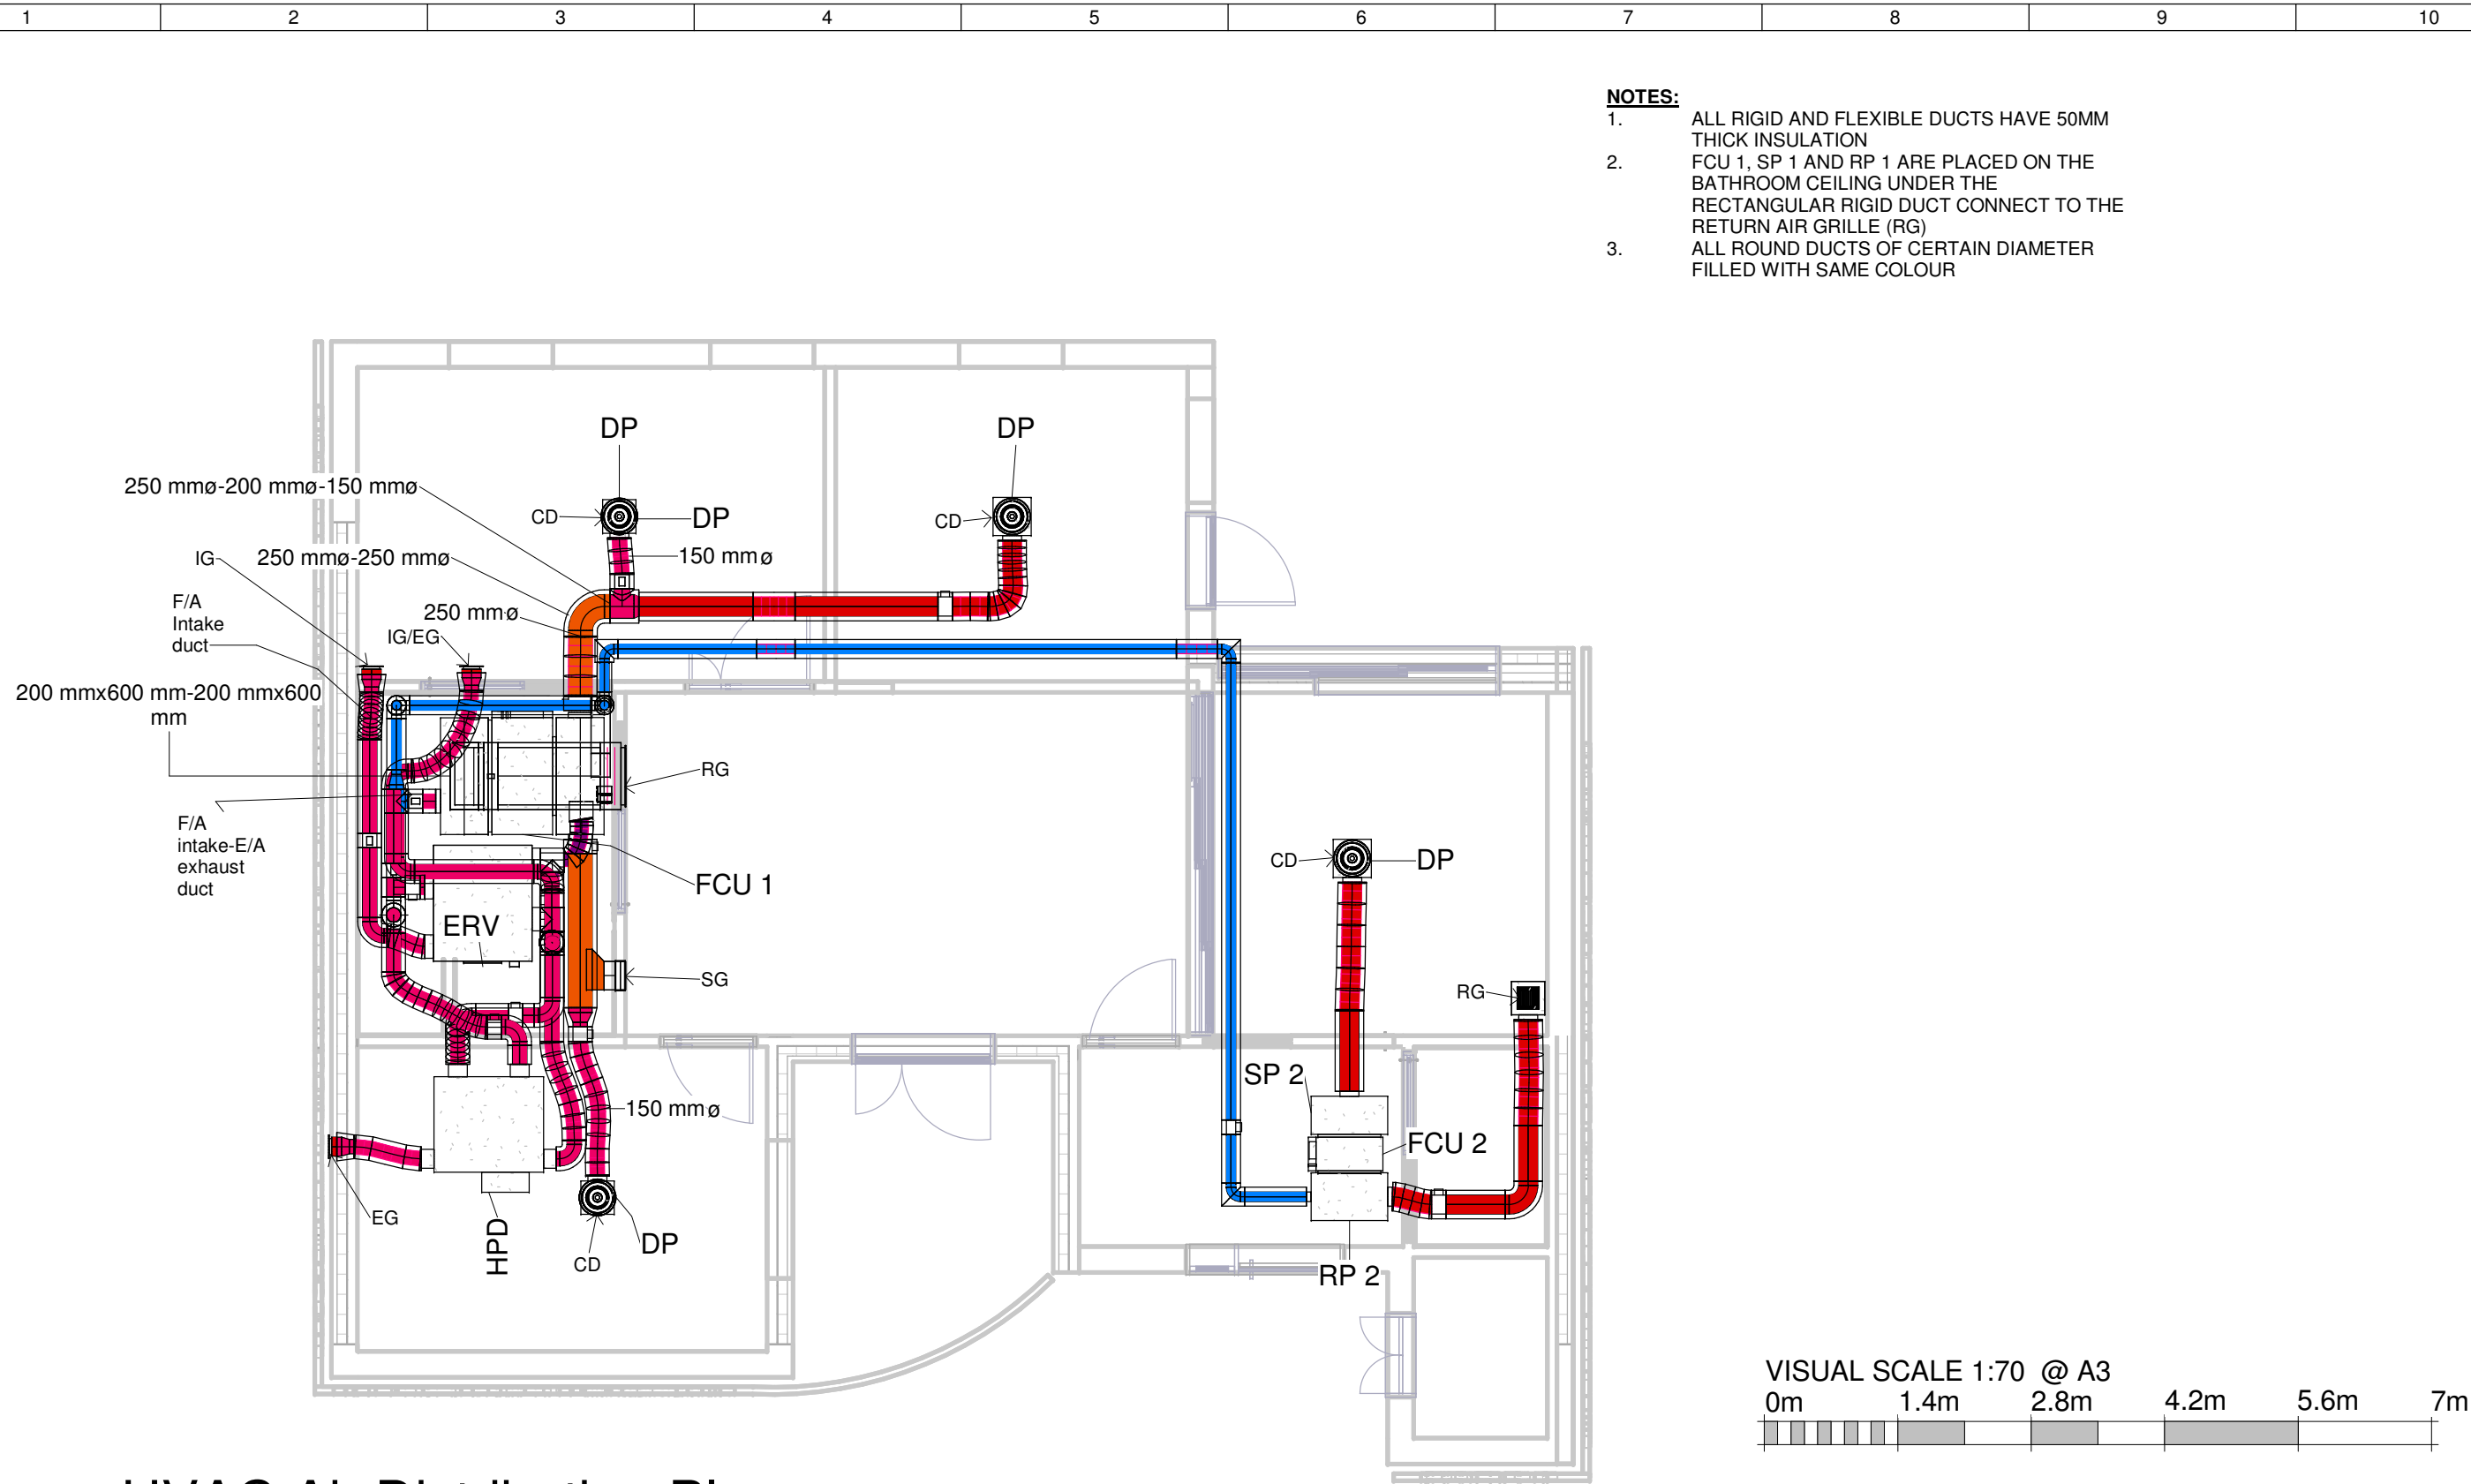 1 2 3 4 5 6 7 8 9 10
NOTES:
1. ALL RIGID AND FLEXIBLE DUCTS HAVE 50MM
THICK INSULATION
2. FCU 1, SP 1 AND RP 1 ARE PLACED ON THE
BATHROOM CEILING UNDER THE
RECTANGULAR RIGID DUCT CONNECT TO THE
RETURN AIR GRILLE (RG)
3. ALL ROUND DUCTS OF CERTAIN DIAMETER
FILLED WITH SAME COLOUR
DP
DP
250 mmø-200 mmø-150 mmø
CD
DP
CD
IG
250 mmø-250 mmø
150 mmø
F/A
Intake
duct
250 mmø
IG/EG
200 mmx600 mm-200 mmx600
mm
RG
F/A
intake-E/A
exhaust
duct
FCU 1
CD
DP
ERV
SG
RG
SP 2
150 mmø
FCU 2
EG
HPD
DP
CD
RP 2
VISUAL SCALE 1:70 @ A3
0m 1.4m 2.8m 4.2m 5.6m 7m